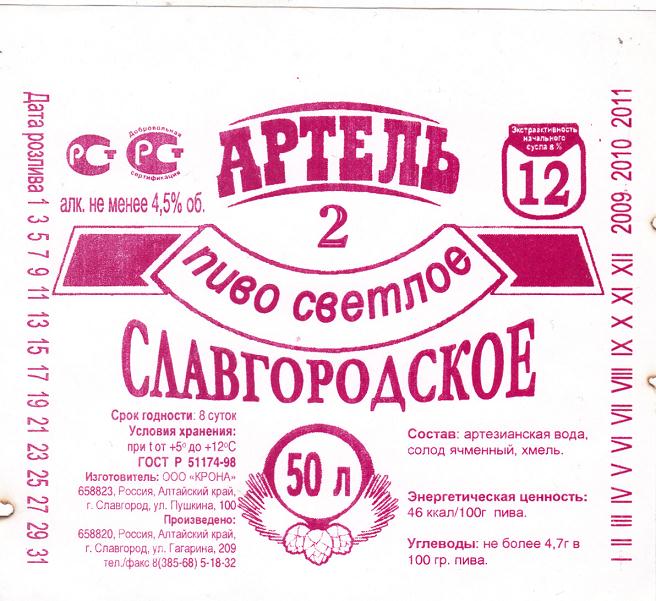 Дата розлива 1 3 5 7 9 11 13 15 17 19 21 23 25 27 29 31
РСТ
Добровольная
РСТ
сертификация
алк. не менее 4,5% об.
АРТЕЛЬ
2
Экстрактивность
начального
сусла в %
12
пиво светлое
СЛАВГОРОДСКОЕ
Срок годности: 8 суток
Условия хранения:
при t от +5° до +12°С
ГОСТ Р 51174-98
Изготовитель: ООО «КРОНА»
658823, Россия, Алтайский край,
г. Славгород, ул. Пушкина, 100
Произведено:
658820, Россия, Алтайский край,
г. Славгород, ул. Гагарина, 209
тел./факс 8(385-68) 5-18-32
50 л
Состав: артезианская вода,
солод ячменный, хмель.
Энергетическая ценность:
46 ккал/100г пива.
Углеводы: не более 4,7г в
100 гр. пива.
I II III IV V VI VII VIII IX X XI XII 2009 2010 2011